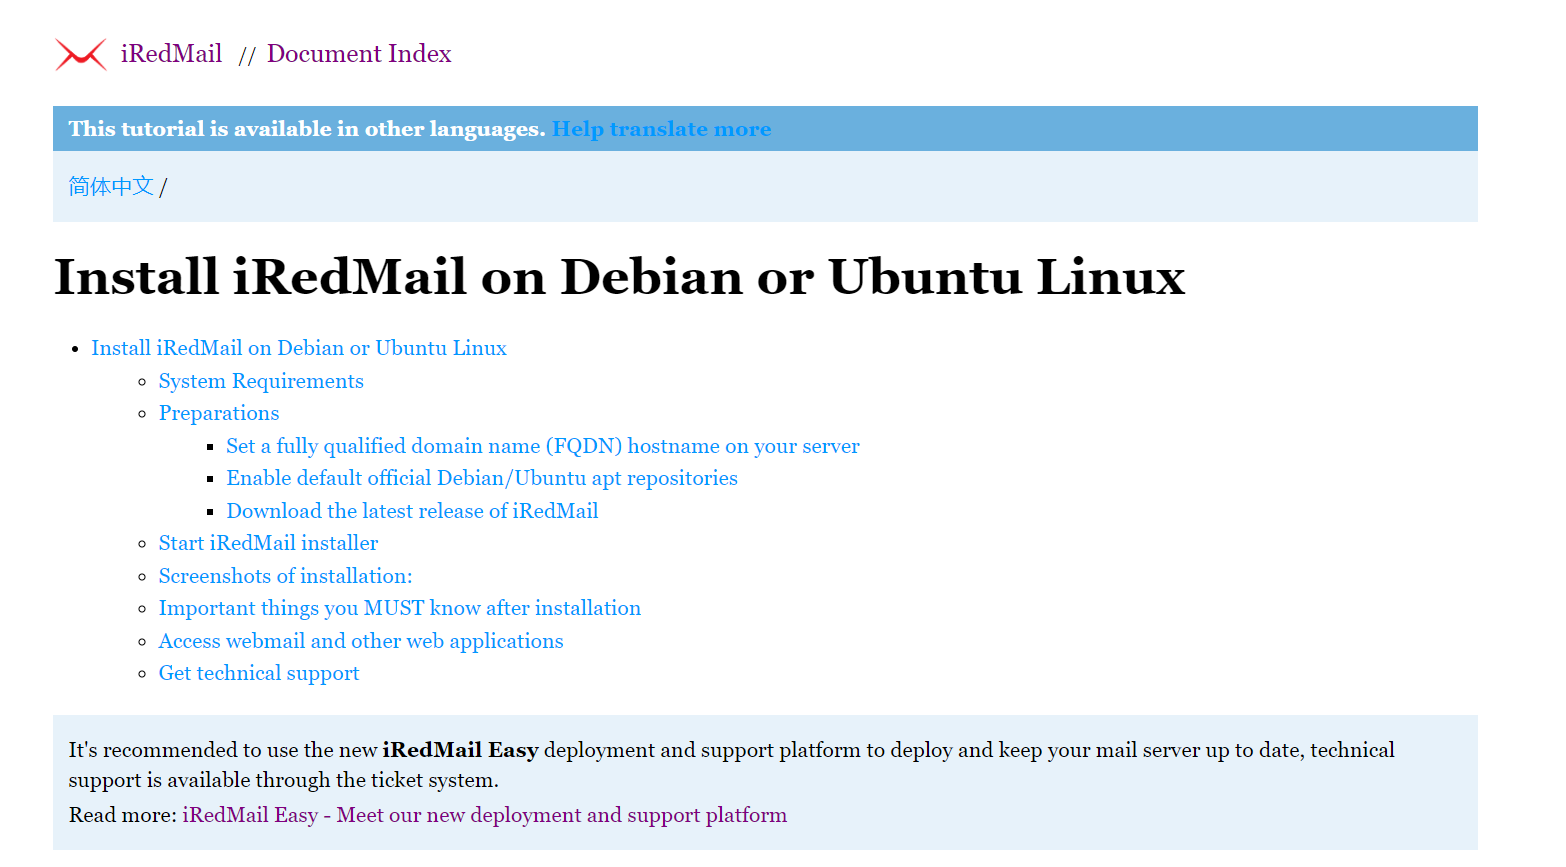 iRedMail // Document Index
This tutorial is available in other languages. Help translate more
简体中文 /
Install iRedMail on Debian or Ubuntu Linux
Install iRedMail on Debian or Ubuntu Linux
System Requirements
Preparations
Set a fully qualified domain name (FQDN) hostname on your server
Enable default official Debian/Ubuntu apt repositories
Download the latest release of iRedMail
Start iRedMail installer
Screenshots of installation:
Important things you MUST know after installation
Access webmail and other web applications
Get technical support
It's recommended to use the new iRedMail Easy deployment and support platform to deploy and keep your mail server up to date, technical
support is available through the ticket system.
Read more: iRedMail Easy - Meet our new deployment and support platform